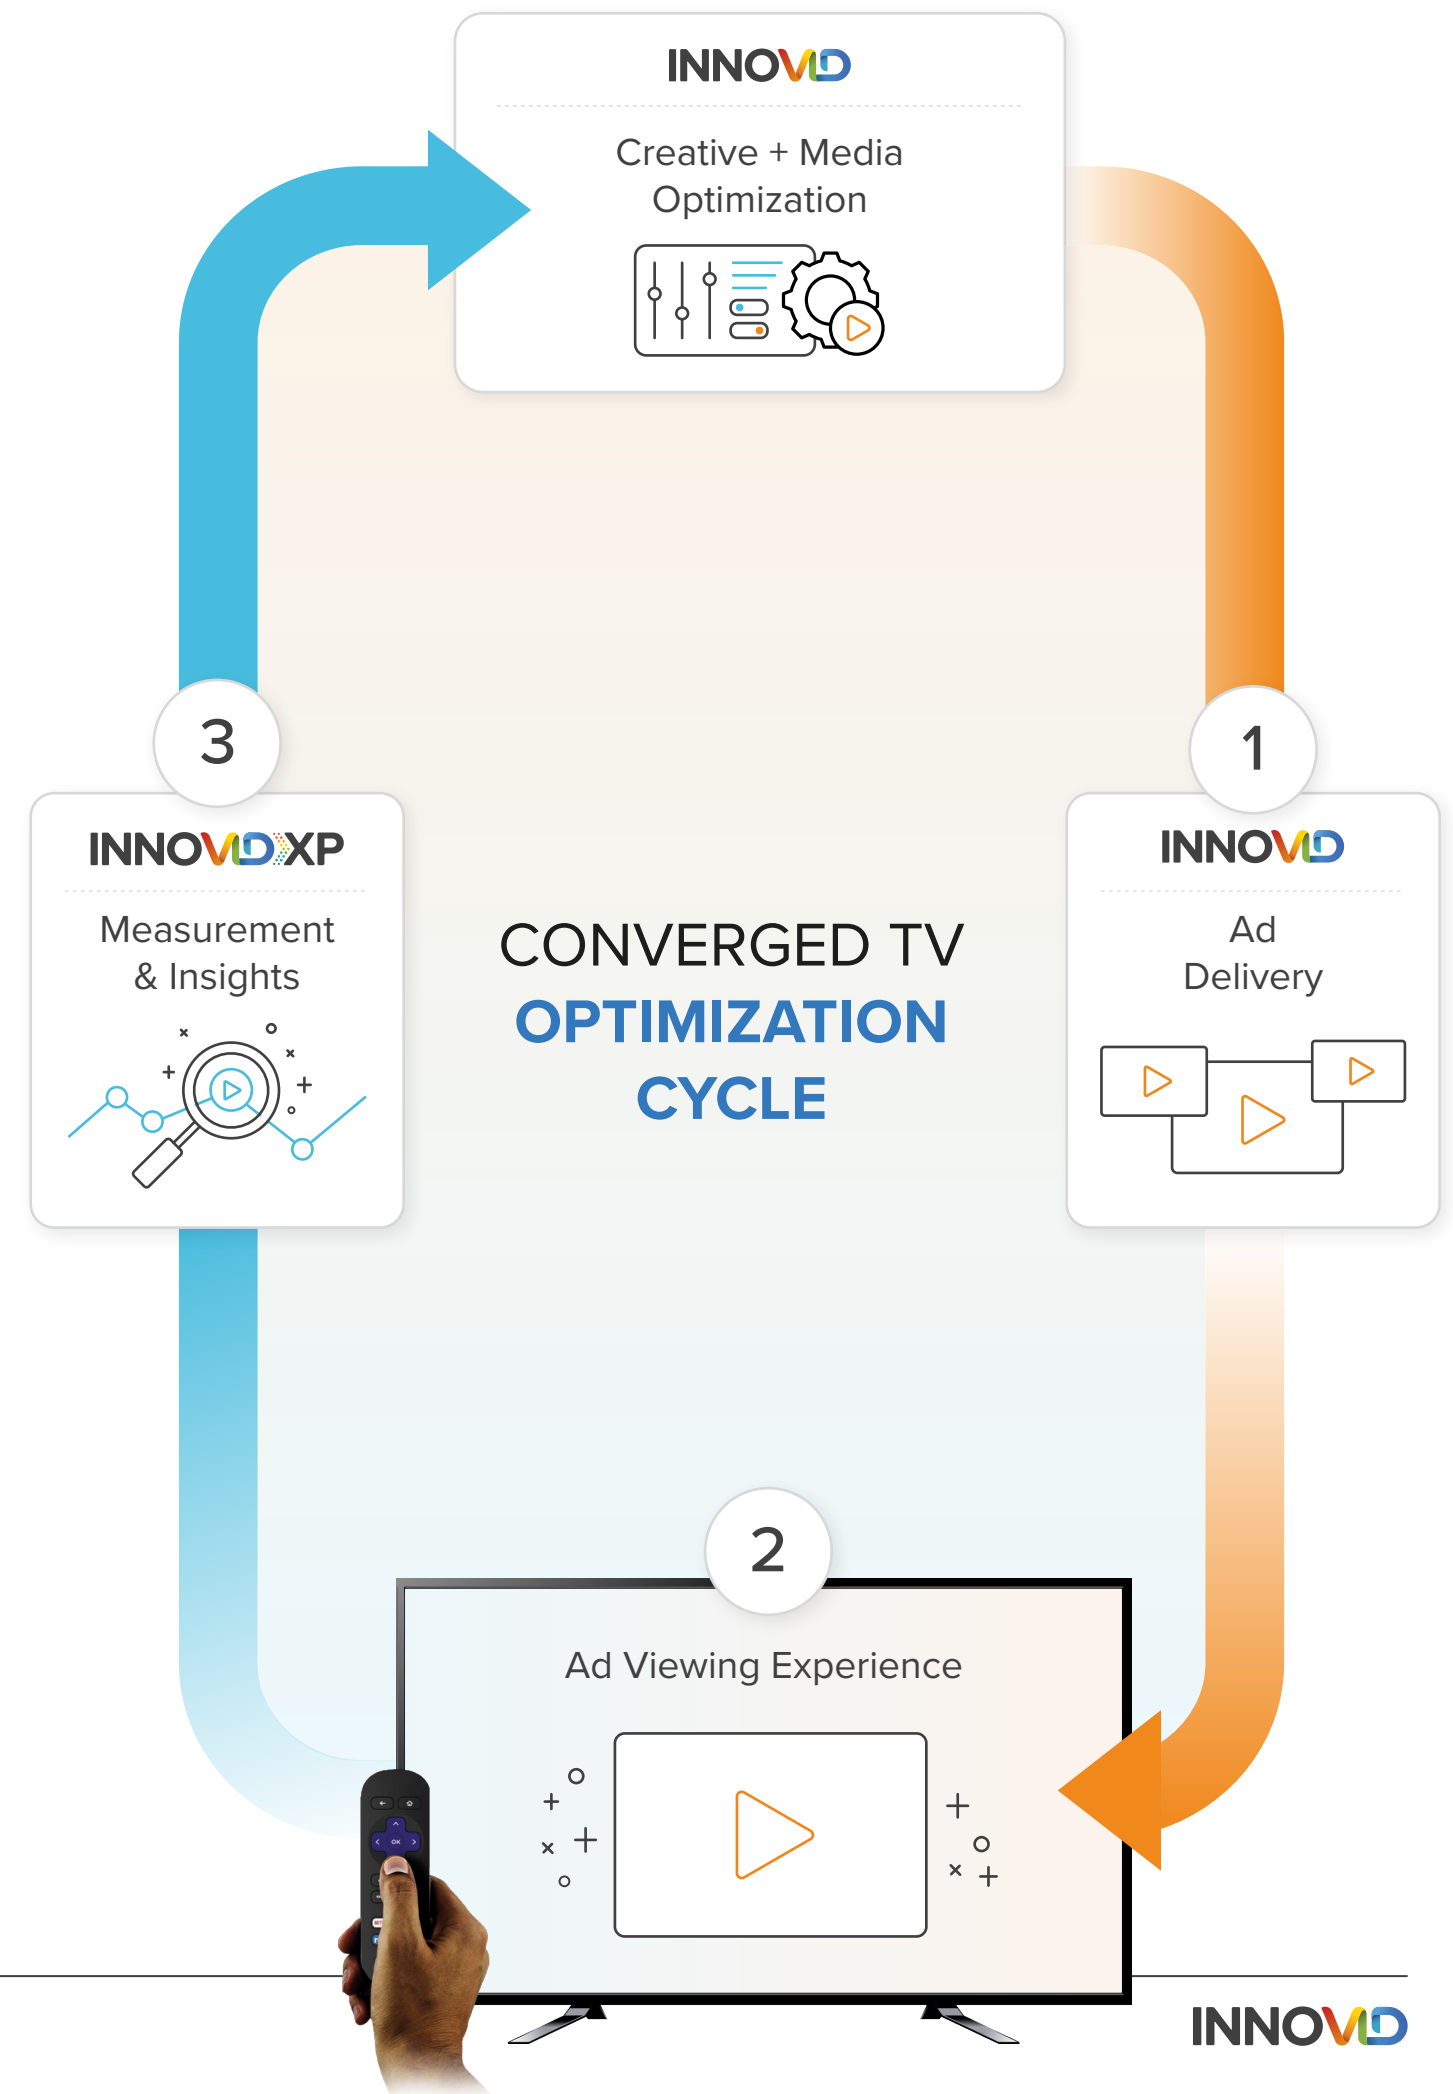 INNOVID
Creative + Media
Optimization
3
1
INNOVID XP
Measurement
& Insights
INNOVID
Ad
Delivery
CONVERGED TV
OPTIMIZATION
CYCLE
2
Ad Viewing Experience
OK
INNOVID